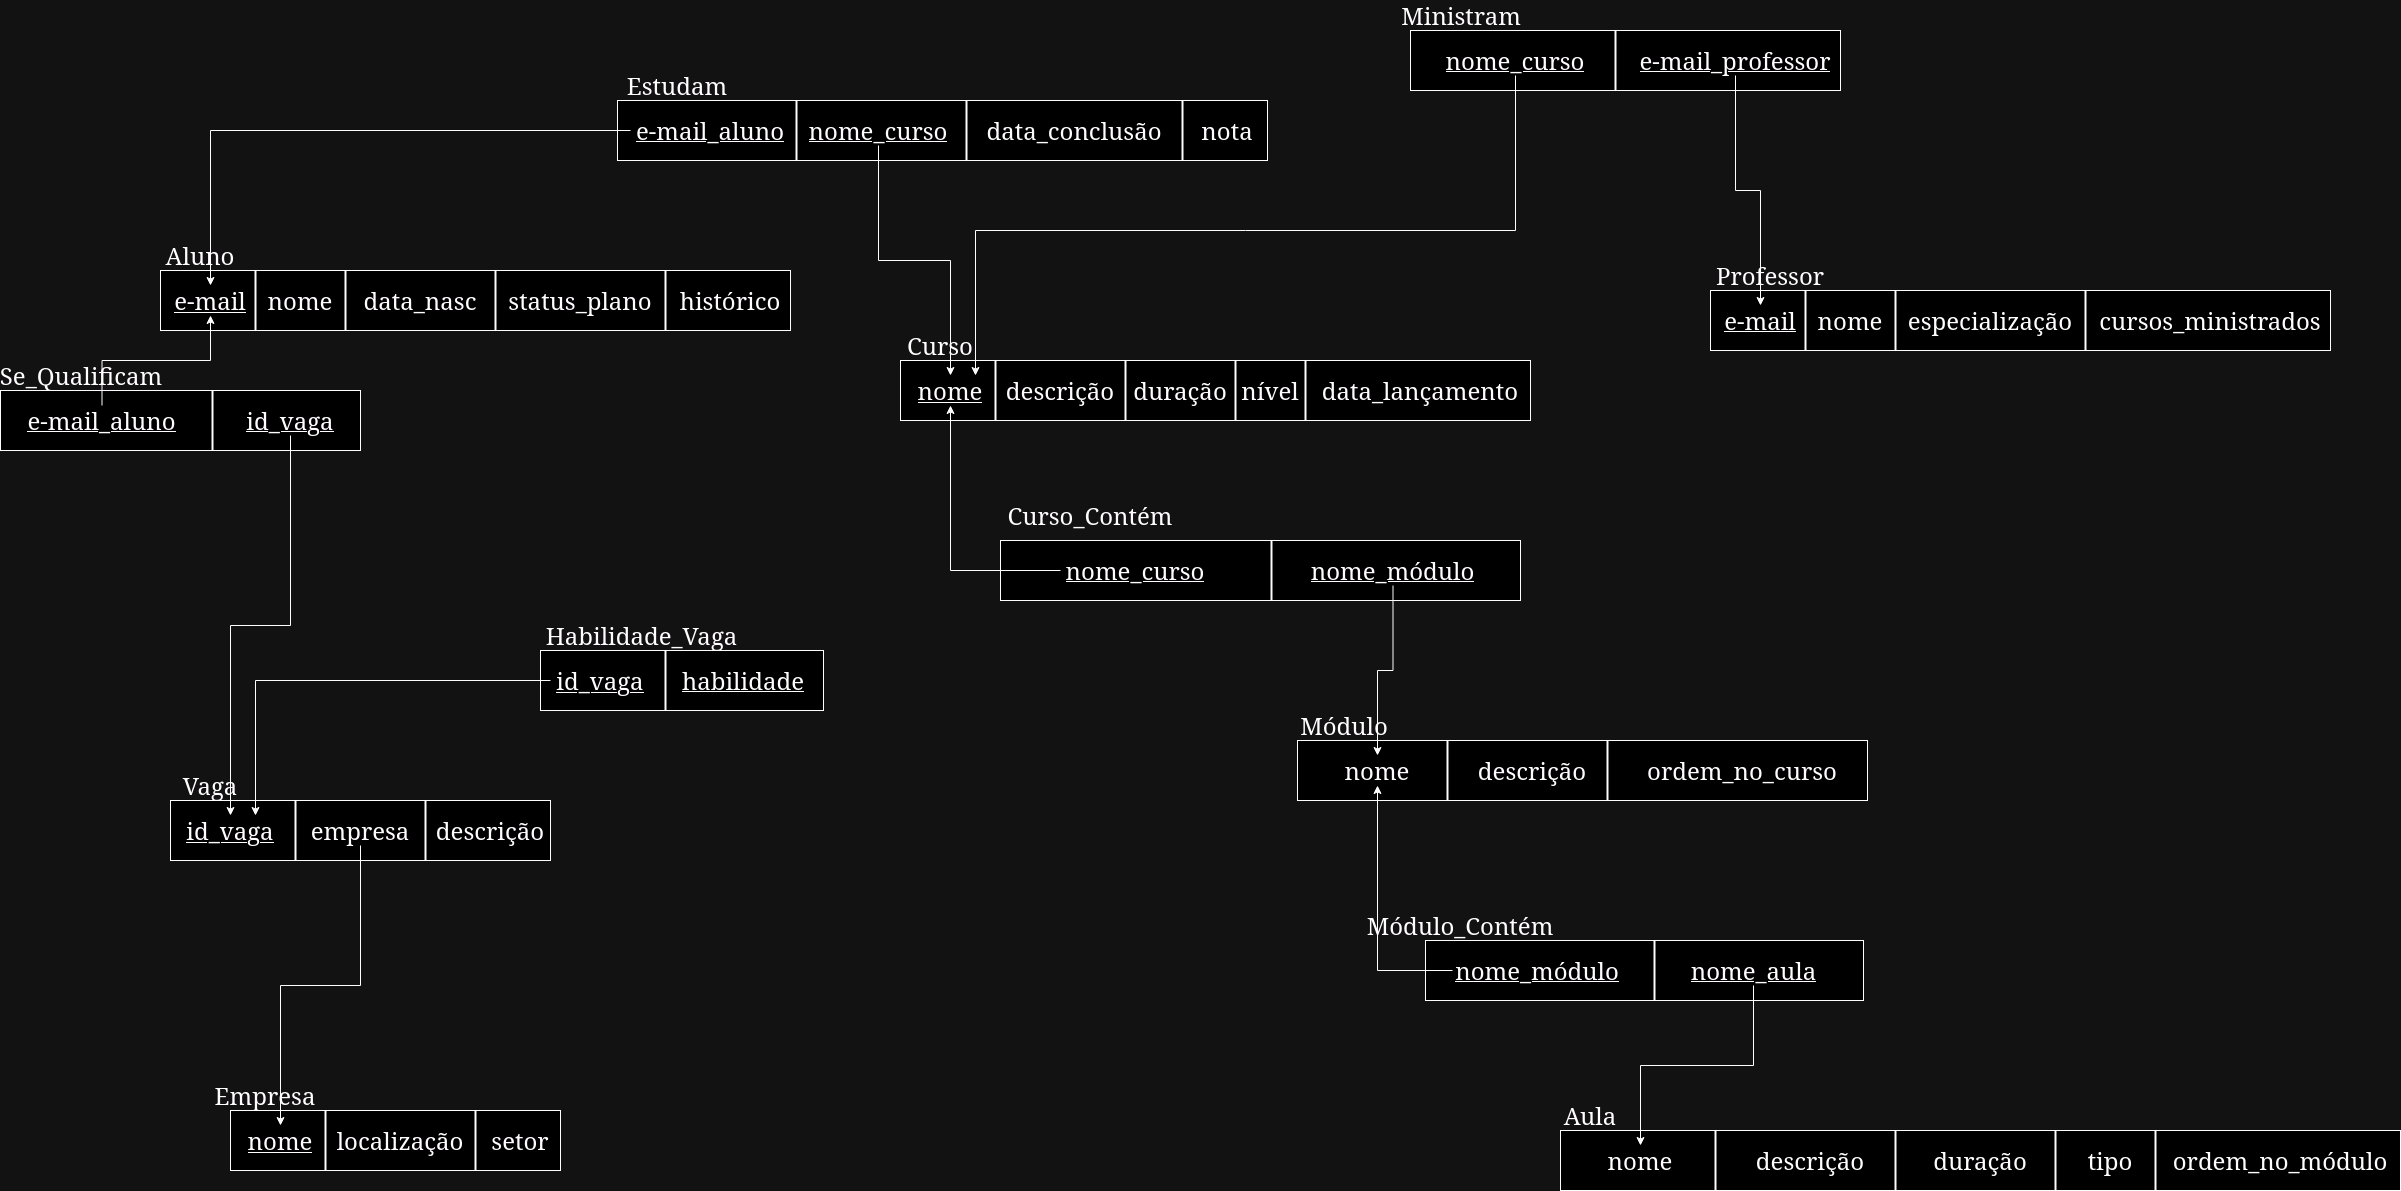 Ministram
nome_curso e-mail_professor
Estudam
e-mail_aluno nome_curso data_conclusão nota
Aluno
e-mail nome data_nasc status_plano histórico
Professor
e-mail nome especialização cursos_ministrados
Curso
nome descrição duração nível data_lançamento
Se_Qualificam
e-mail_aluno id_vaga
Curso_Contém
nome_curso nome_módulo
Habilidade_Vaga
id_vaga habilidade
Módulo
nome descrição ordem_no_curso
Vaga
id_vaga empresa descrição
Módulo_Contém
nome_módulo nome_aula
Empresa
nome localização setor
Aula
nome descrição duração tipo ordem_no_módulo